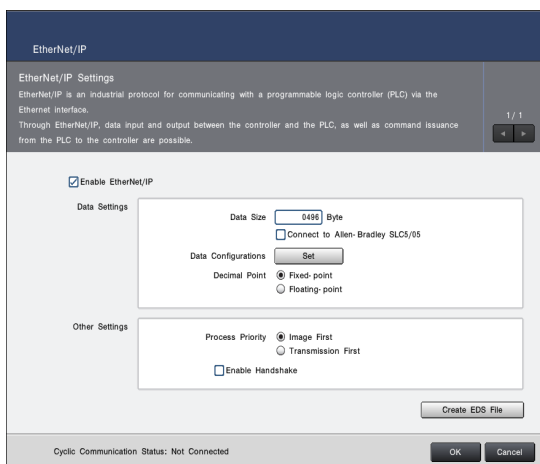 EtherNet/IP
EtherNet/IP Settings
EtherNet/IP is an industrial protocol for communicating with a programmable logic controller (PLC) via the
Ethernet interface.
Through EtherNet/IP, data input and output between the controller and the PLC, as well as command issuance
from the PLC to the controller are possible.
1/ 1
Enable EtherNet/IP
Data Settings
Data Size 0496 Byte
Connect to Allen-Bradley SLC5/05
Data Configurations Set
Decimal Point Fixed-point
Floating-point
Other Settings
Process Priority Image First
Transmission First
Enable Handshake
Create EDS File
Cyclic Communication Status: Not Connected OK Cancel